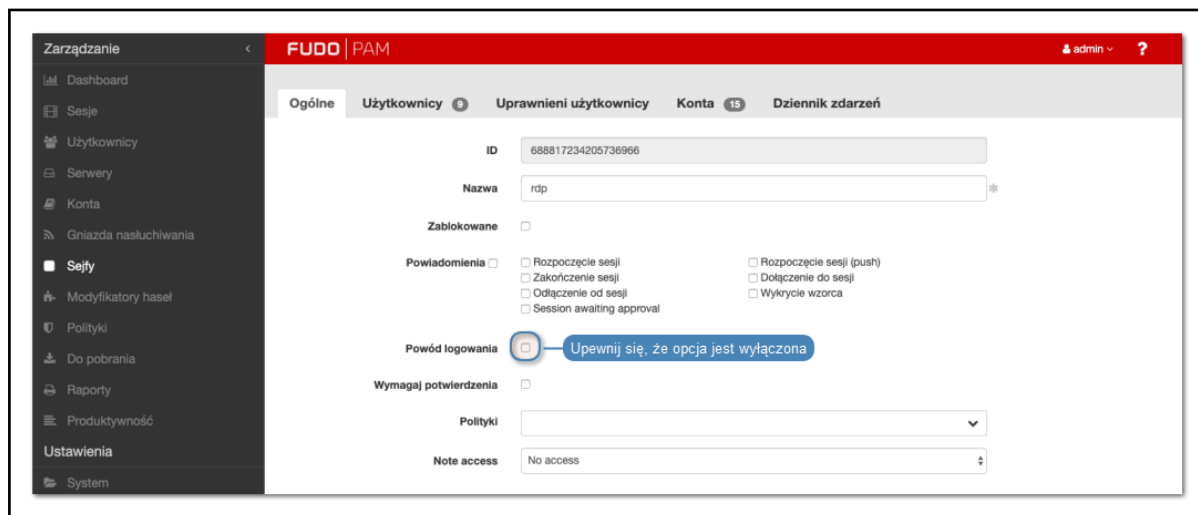 Zarządzanie
FUDO PAM
admin
?
Dashboard
Sesje
Użytkownicy
Serwery
Konta
Gniazda nasłuchiwania
Sejfy
Modyfikatory haseł
Polityki
Do pobrania
Raporty
Produktywność
Ustawienia
System
Ogólne Użytkownicy 9 Uprawnieni użytkownicy Konta 15 Dziennik zdarzeń
ID 688817234205736966
Nazwa rdp
Zablokowane
Powiadomienia Rozpoczęcie sesji Rozpoczęcie sesji (push)
Zakończenie sesji Dołączenie do sesji
Odłączenie od sesji Wykrycie wzorca
Session awaiting approval
Powód logowania Upewnij się, że opcja jest wyłączona
Wymagaj potwierdzenia
Polityki
Note access No access